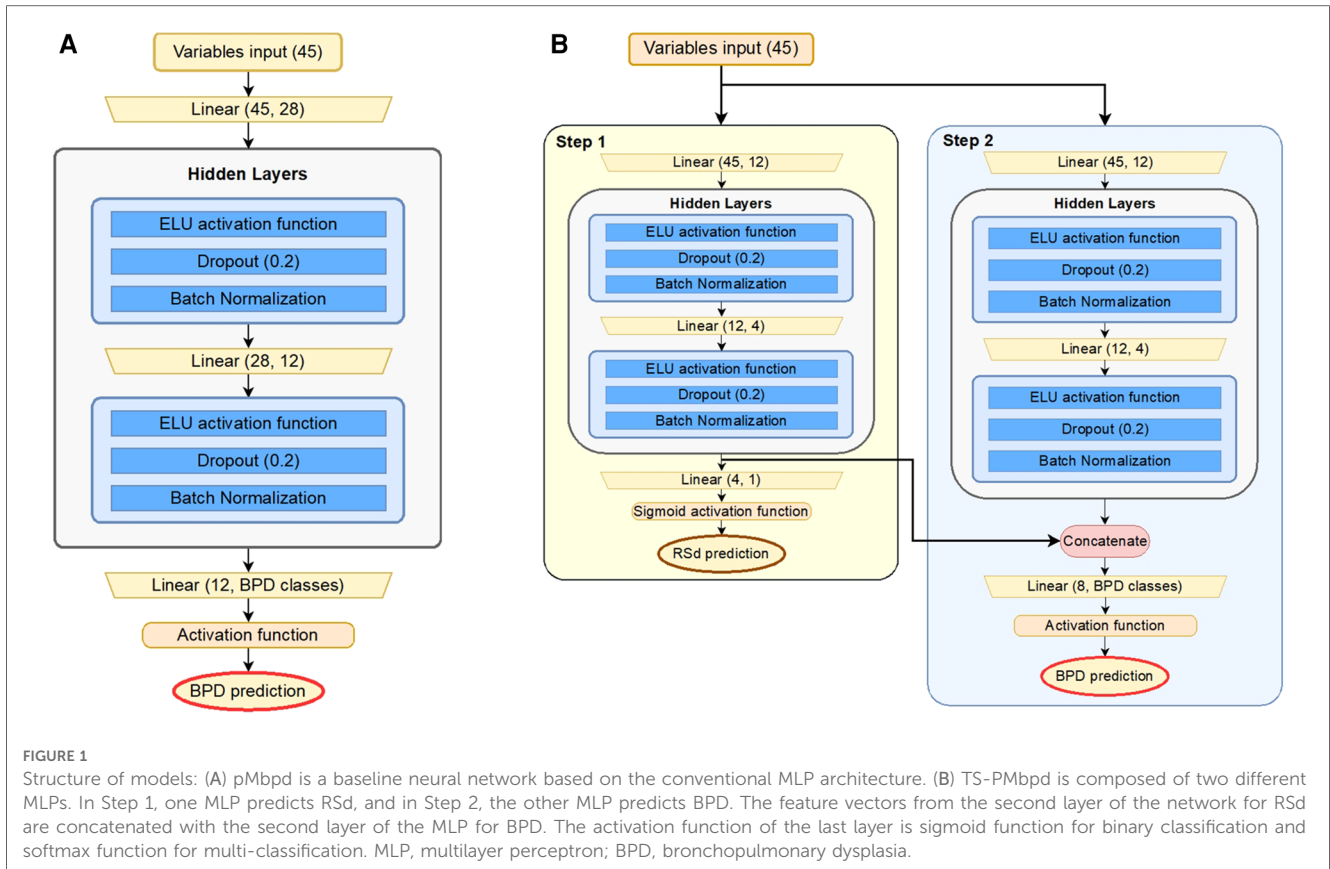 A
Variables input (45)
Linear (45, 28)
Hidden Layers
ELU activation function
Dropout (0.2)
Batch Normalization
Linear (28, 12)
ELU activation function
Dropout (0.2)
Batch Normalization
Linear (12, BPD classes)
Activation function
BPD prediction
B
Variables input (45)
Step 1
Linear (45, 12)
Hidden Layers
ELU activation function
Dropout (0.2)
Batch Normalization
Linear (12, 4)
ELU activation function
Dropout (0.2)
Batch Normalization
Linear (4, 1)
Sigmoid activation function
RSd prediction
Step 2
Linear (45, 12)
Hidden Layers
ELU activation function
Dropout (0.2)
Batch Normalization
Linear (12, 4)
ELU activation function
Dropout (0.2)
Batch Normalization
Concatenate
Linear (8, BPD classes)
Activation function
BPD prediction
FIGURE 1
Structure of models: (A) pMbpd is a baseline neural network based on the conventional MLP architecture. (B) TS-PMbpd is composed of two different
MLPs. In Step 1, one MLP predicts RSd, and in Step 2, the other MLP predicts BPD. The feature vectors from the second layer of the network for RSd
are concatenated with the second layer of the MLP for BPD. The activation function of the last layer is sigmoid function for binary classification and
softmax function for multi-classification. MLP, multilayer perceptron; BPD, bronchopulmonary dysplasia.